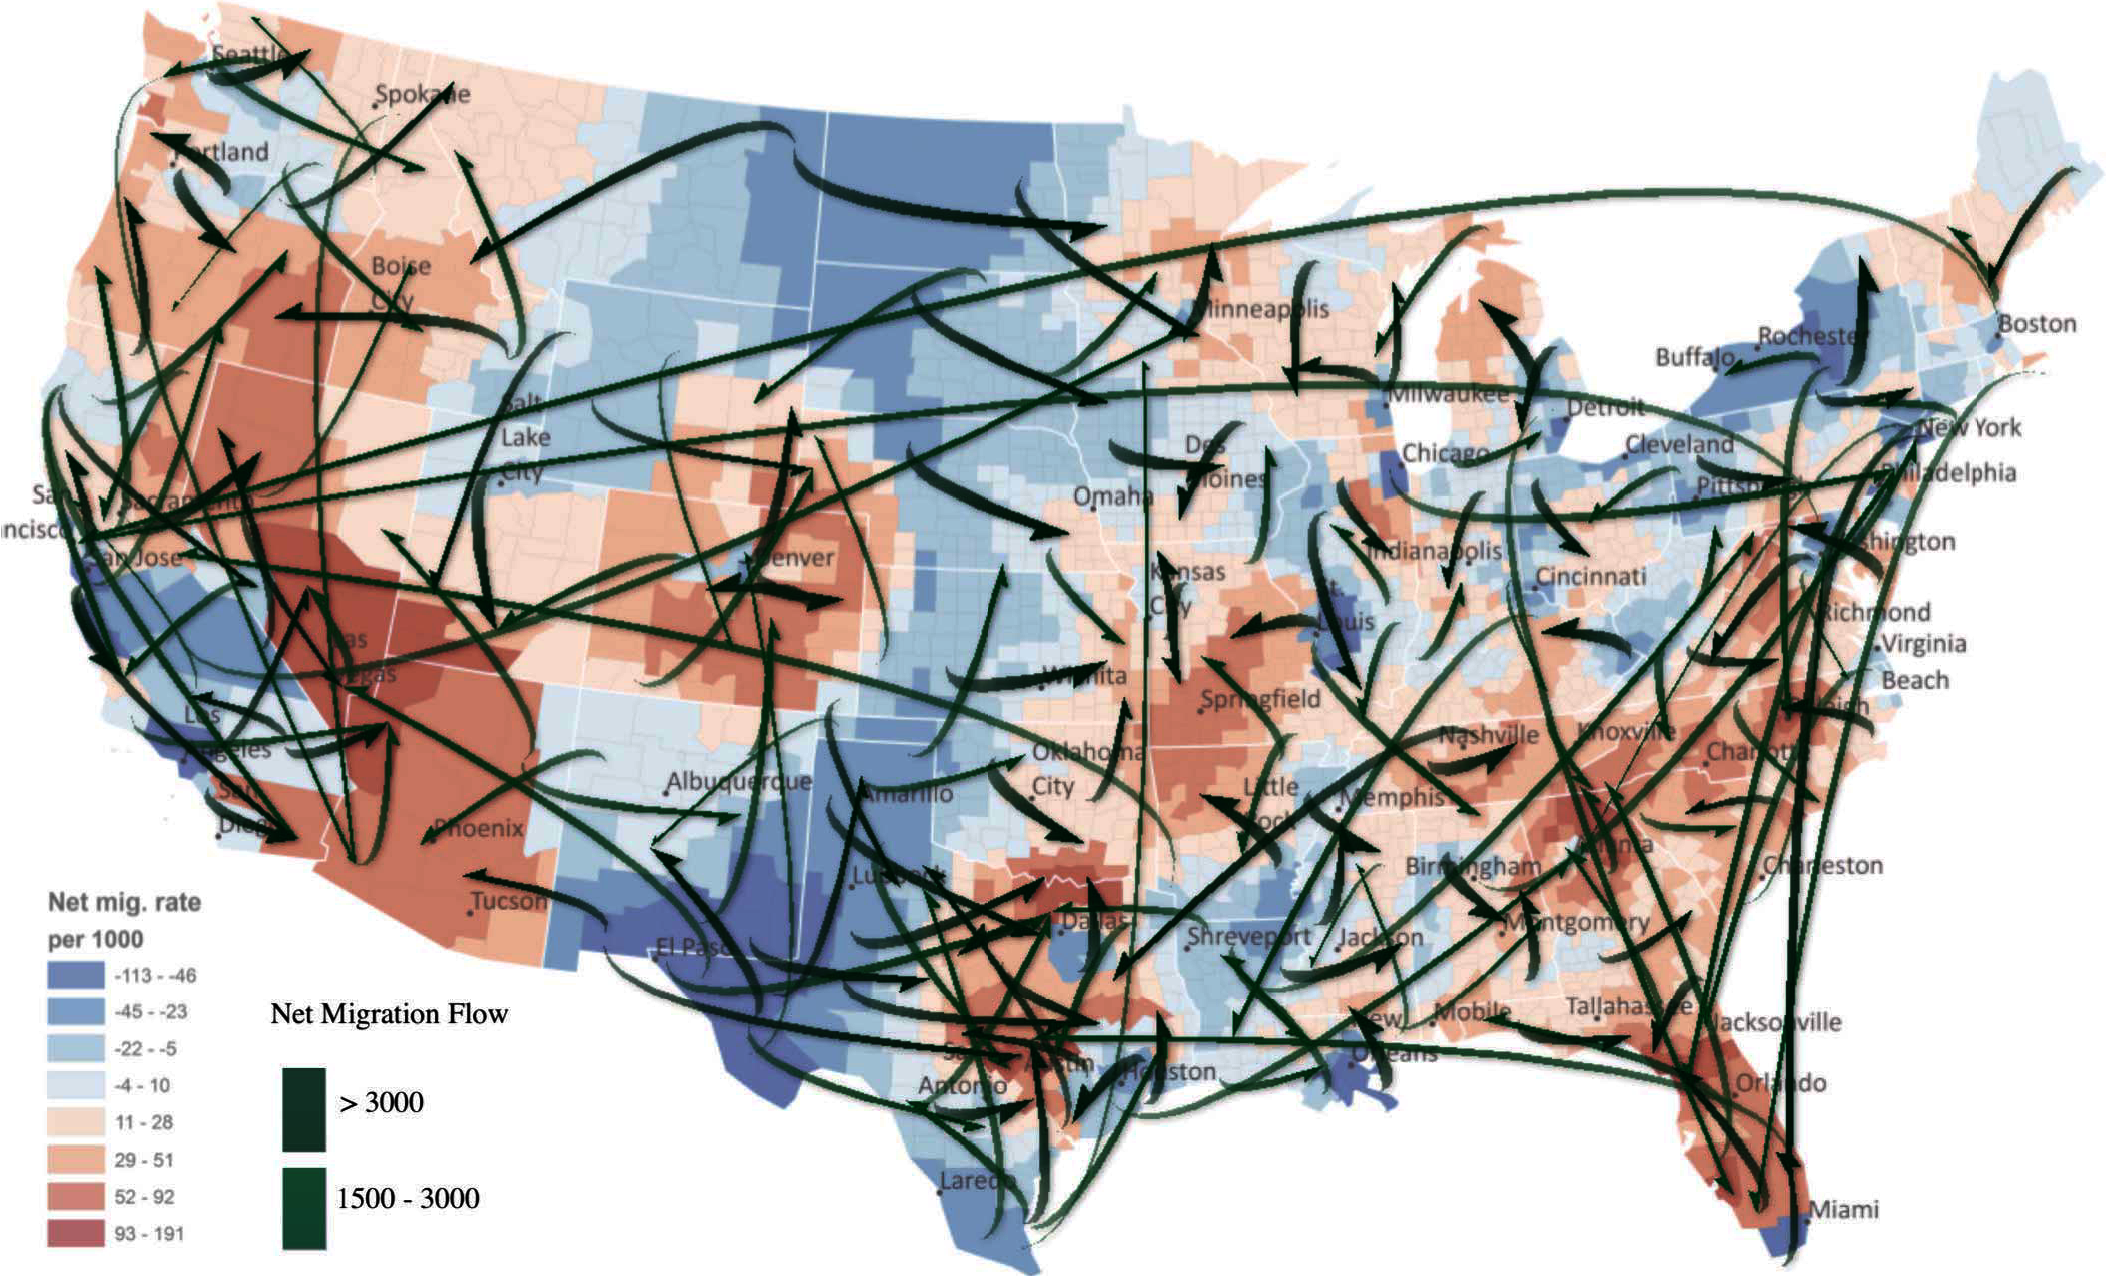 Seattle
Spokane
Portland
Boise
City
Minneapolis
Boston
Rochester
Buffalo
Milwaukee
Detroit
New York
Salt
Lake
City
Des
Moines
Chicago
Cleveland
Philadelphia
Pittsburgh
Omaha
Sacramento
San Jose
Denver
Indianapolis
Kansas
City
Cincinnati
St.
Louis
Richmond
Virginia
Beach
Wichita
Springfield
Las
Vegas
Los
Angeles
Nashville
Knoxville
Charlotte
Oklahoma
City
Albuquerque
Amarillo
Little
Rock
Memphis
San
Diego
Phoenix
Atlanta
Birmingham
Charleston
Lubbock
Tucson
Dallas
Montgomery
Shreveport
Jackson
El Paso
Net mig. rate
per 1000
-113 - -46
-45 - -23
-22 - -5
-4 - 10
11 - 28
29 - 51
52 - 92
93 - 191
Net Migration Flow
> 3000
1500 - 3000
Mobile
Tallahassee
Jacksonville
New
Orleans
Austin
Houston
San
Antonio
Orlando
Laredo
Miami